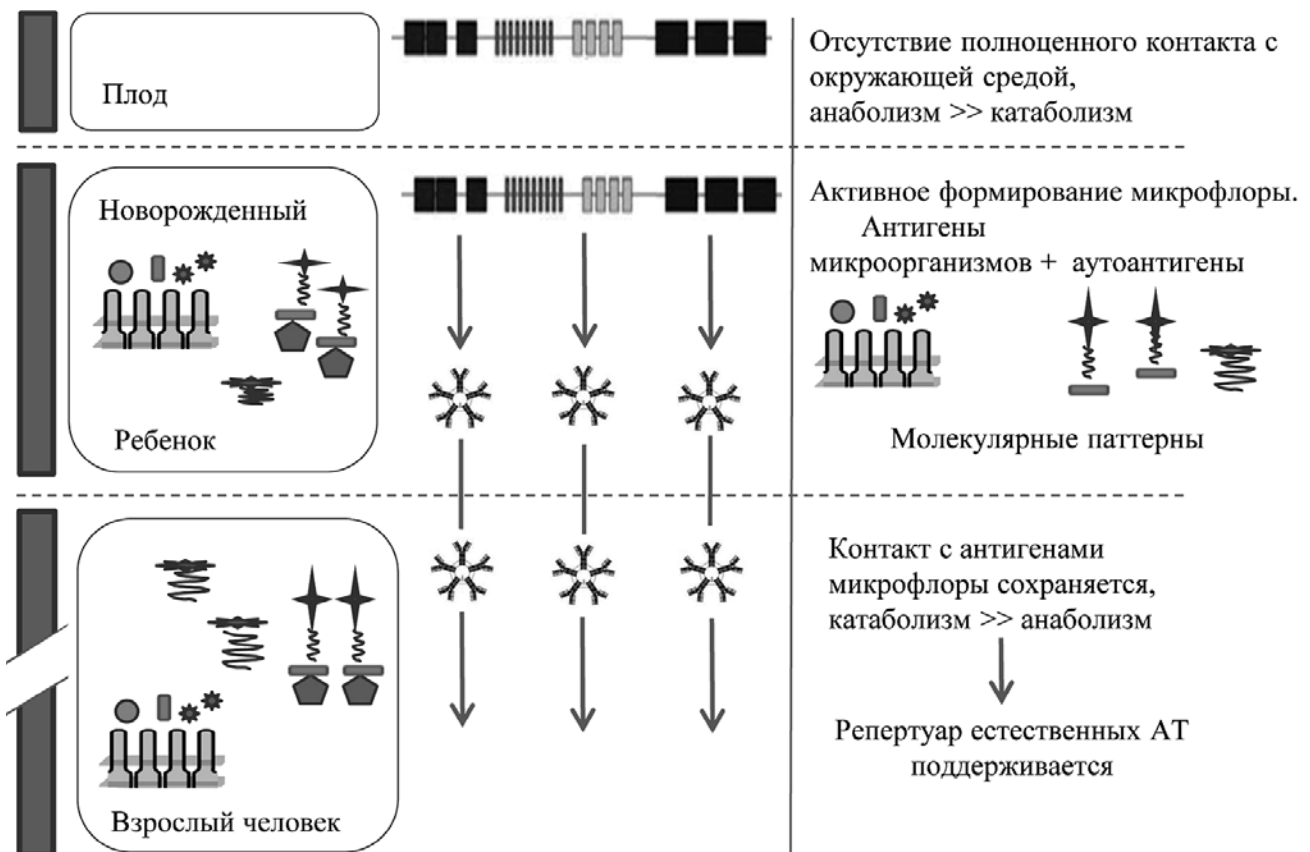 Плод
Отсутствие полноценного контакта с
окружающей средой,
анаболизм >> катаболизм
Новорожденный
Ребенок
Активное формирование микрофлоры.
Антигены
микроорганизмов + аутоантигены
Молекулярные паттерны
Взрослый человек
Контакт с антигенами
микрофлоры сохраняется,
катаболизм >> анаболизм
Репертуар естественных АТ
поддерживается